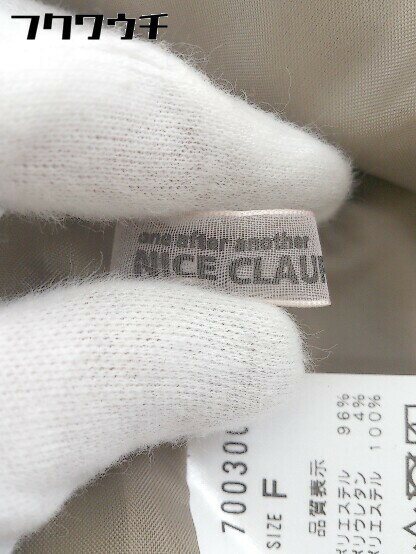 フクワウチ
one after another
NICE CLAUP
700300
SIZE F
品質表示
ポリエステル 96%
ポリウレタン 4%
ポリエステル 100%